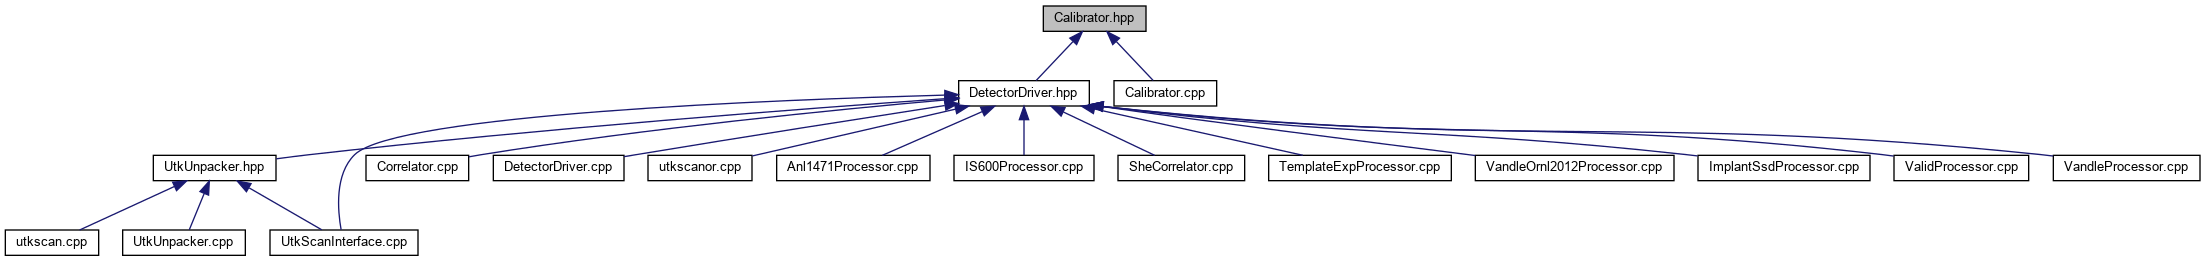 Calibrator.hpp
DetectorDriver.hpp
Calibrator.cpp
UtkUnpacker.hpp
Correlator.cpp
DetectorDriver.cpp
utkscanor.cpp
Anl1471Processor.cpp
IS600Processor.cpp
SheCorrelator.cpp
TemplateExpProcessor.cpp
VandleOrnl2012Processor.cpp
ImplantSsdProcessor.cpp
ValidProcessor.cpp
VandleProcessor.cpp
utkscan.cpp
UtkUnpacker.cpp
UtkScanInterface.cpp